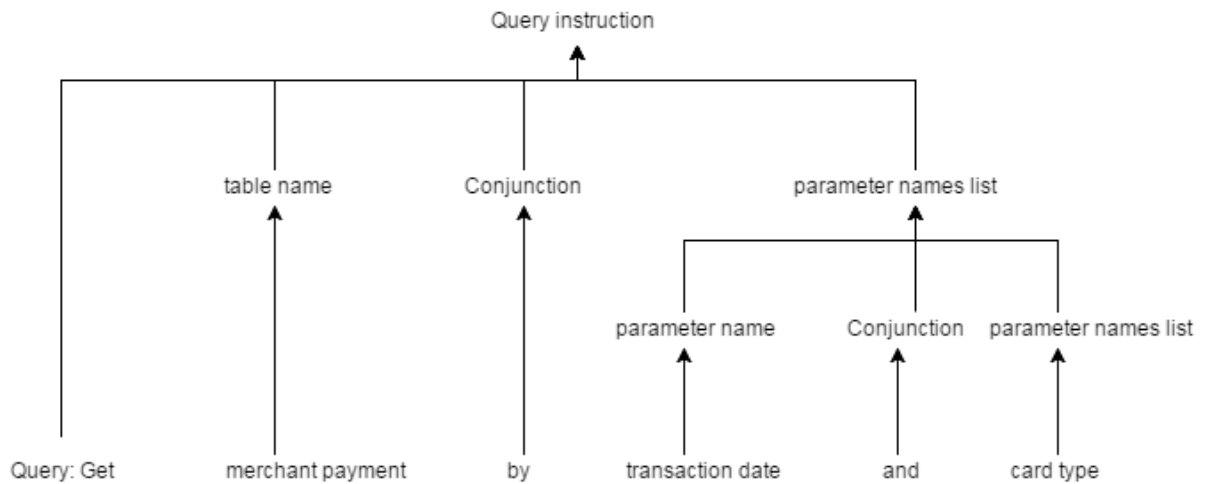 Query instruction
table name Conjunction parameter names list
parameter name Conjunction parameter names list
Query: Get merchant payment by transaction date and card type